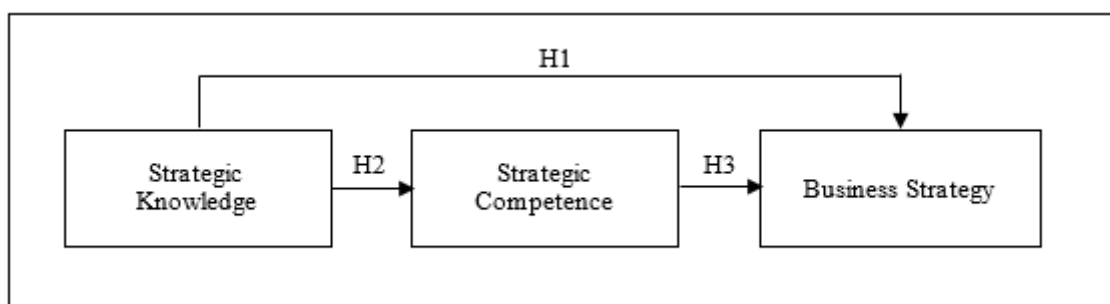 H1
Strategic
Knowledge
H2
Strategic
Competence
H3
Business Strategy